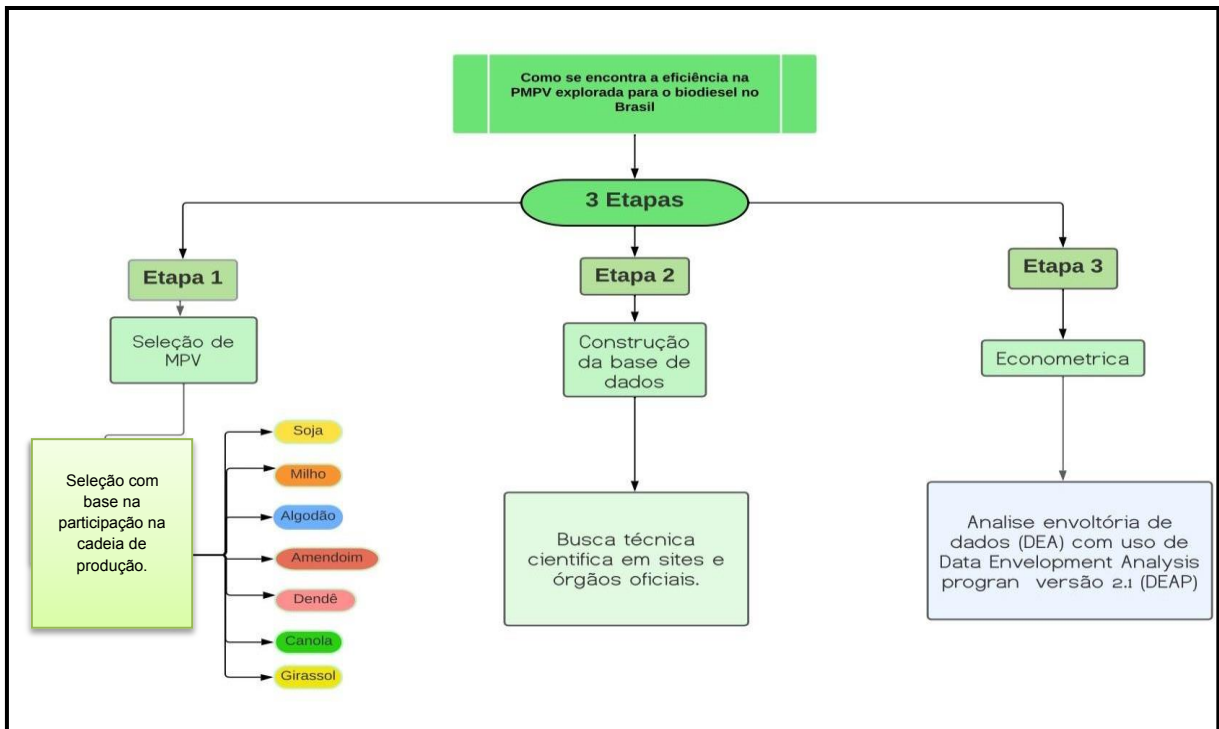 Como se encontra a eficiência na
PMPV explorada para o biodiesel no
Brasil
3 Etapas
Etapa 1
Seleção de
MPV
Seleção com
base na
participação na
cadeia de
produção.
Soja
Milho
Algodão
Amendoim
Dendê
Canola
Girassol
Etapa 2
Construção
da base de
dados
Busca técnica
cientifica em sites e
órgãos oficiais.
Etapa 3
Econometrica
Analise envoltória de
dados (DEA) com uso de
Data Envelopment Analysis
progran versão 2.1 (DEAP)